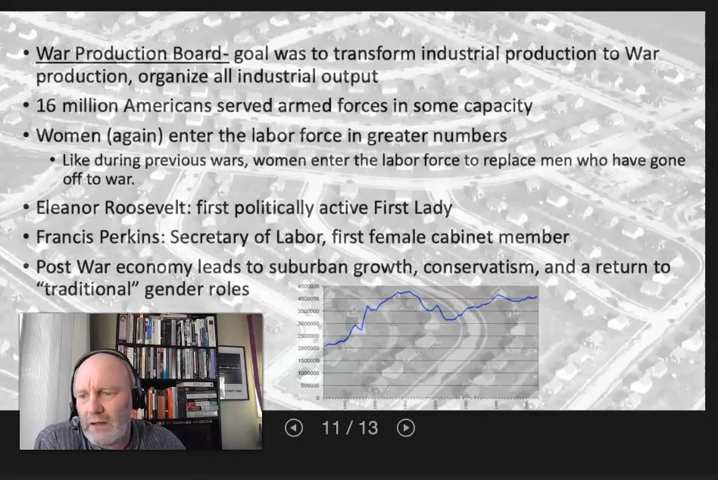 • War Production Board- goal was to transform industrial production to War
production, organize all industrial output
• 16 million Americans served armed forces in some capacity
• Women (again) enter the labor force in greater numbers
• Like during previous wars, women enter the labor force to replace men who have gone
off to war.
• Eleanor Roosevelt: first politically active First Lady
• Francis Perkins: Secretary of Labor, first female cabinet member
• Post War economy leads to suburban growth, conservatism, and a return to
“traditional” gender roles
4500000
4000000
3500000
3000000
2500000
2000000
1500000
1000000
500000
0
11 / 13